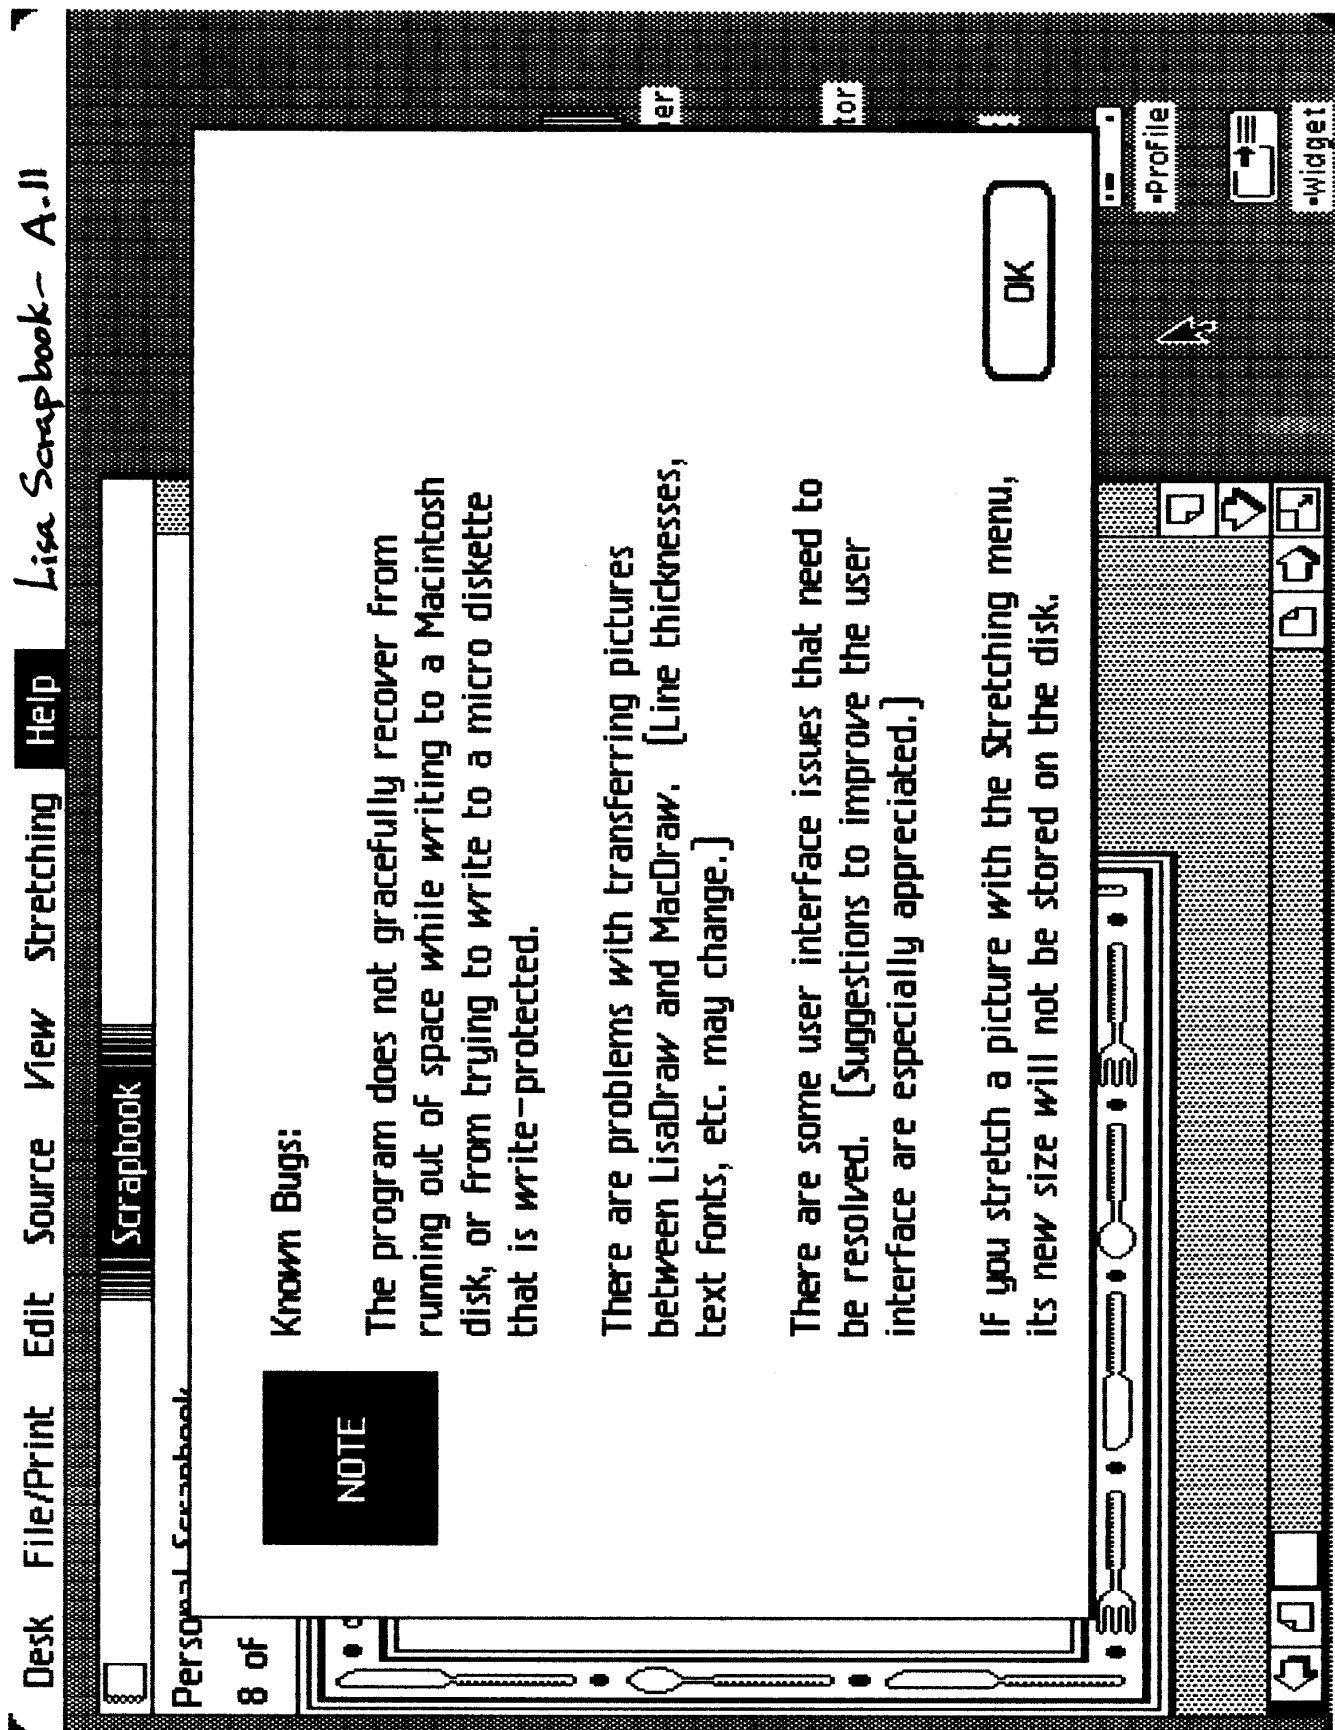 Desk File/Print Edit Source View Stretching Help Lisa Scrapbook - A.11
Scrapbook
Personal Scrapbook
8 of
NOTE
Known Bugs:
The program does not gracefully recover from
running out of space while writing to a Macintosh
disk, or from trying to write to a micro diskette
that is write-protected.
There are problems with transferring pictures
between LisaDraw and MacDraw. (Line thicknesses,
text fonts, etc. may change.)
There are some user interface issues that need to
be resolved. (Suggestions to improve the user
interface are especially appreciated.)
If you stretch a picture with the Stretching menu,
its new size will not be stored on the disk.
OK
er
tor
Profile
Widget